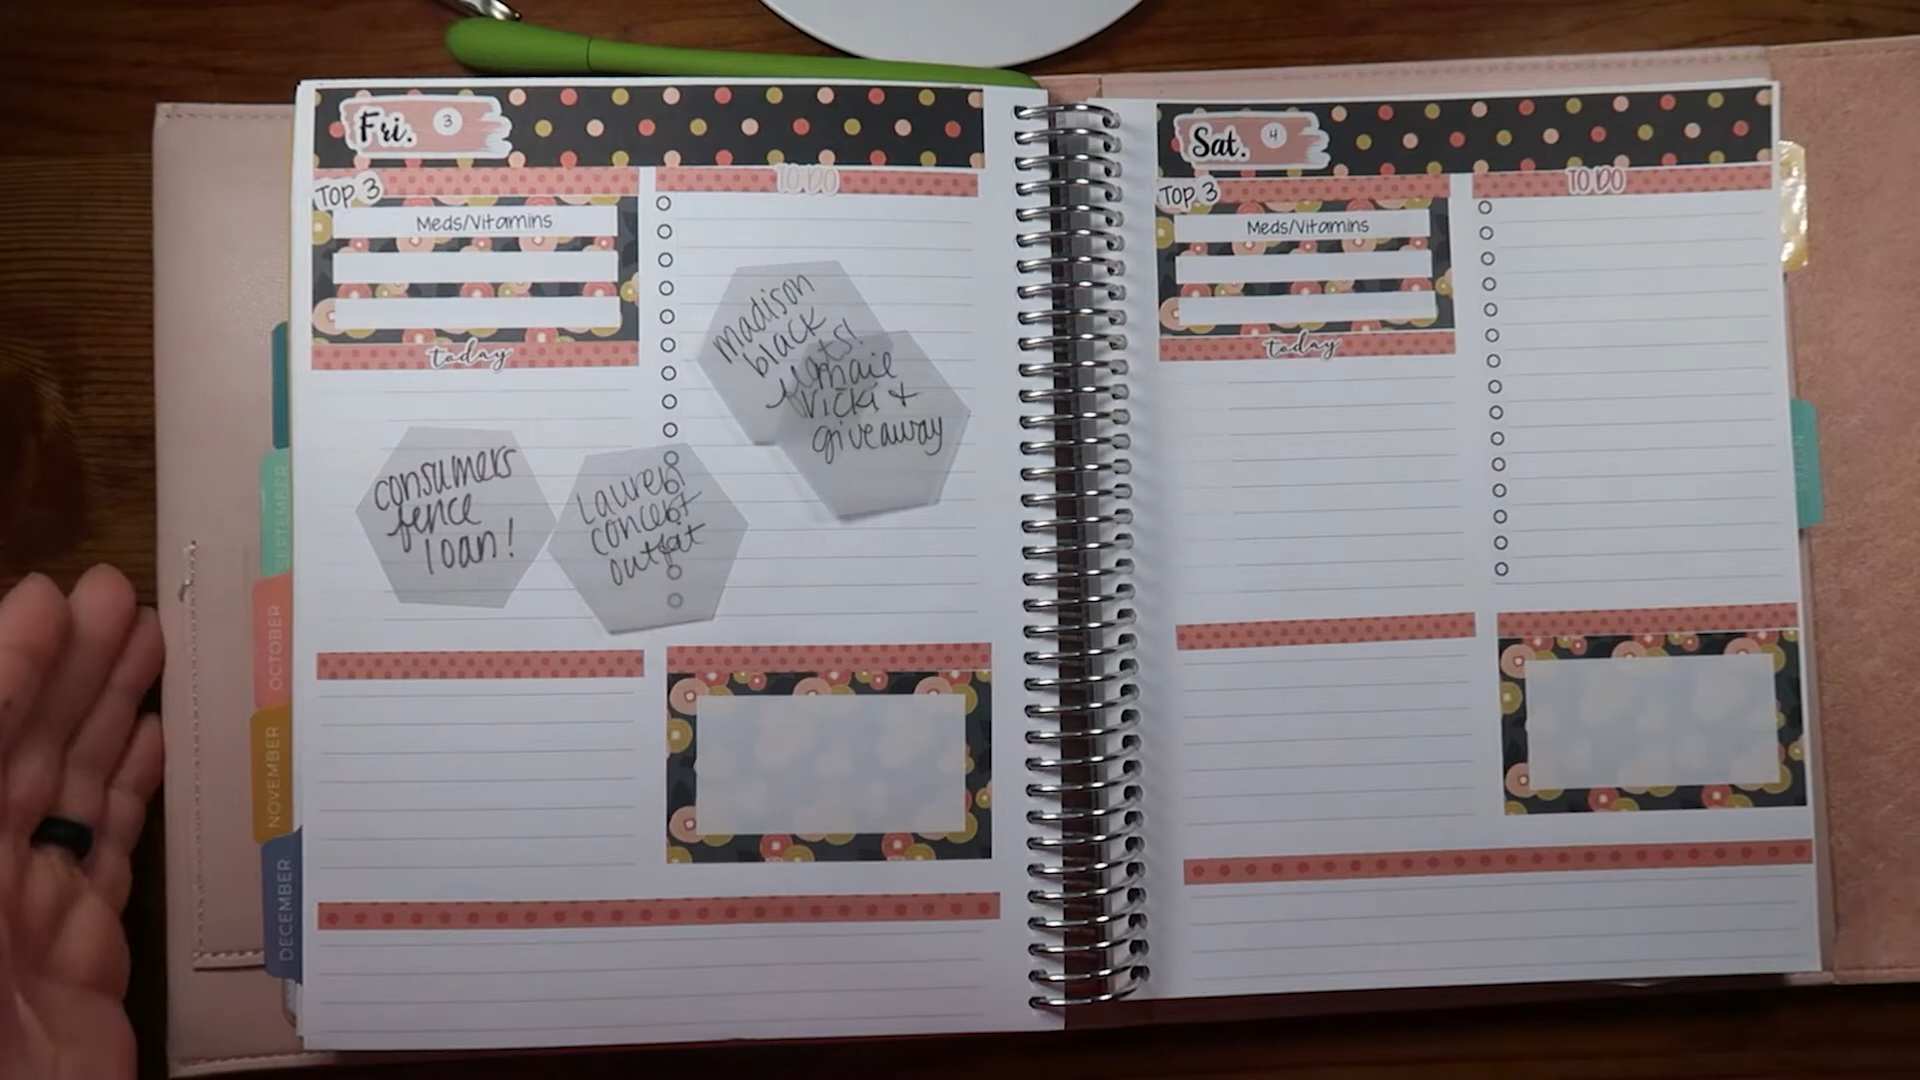 Fri. 3
TOP 3
Meds/Vitamins
today
TO DO
madison
black
mail
Vicki +
giveaway
consumers
fence
loan!
Lauren
concert
outfit
Sat. 4
TOP 3
Meds/Vitamins
today
TO DO
SEPTEMBER
OCTOBER
NOVEMBER
DECEMBER